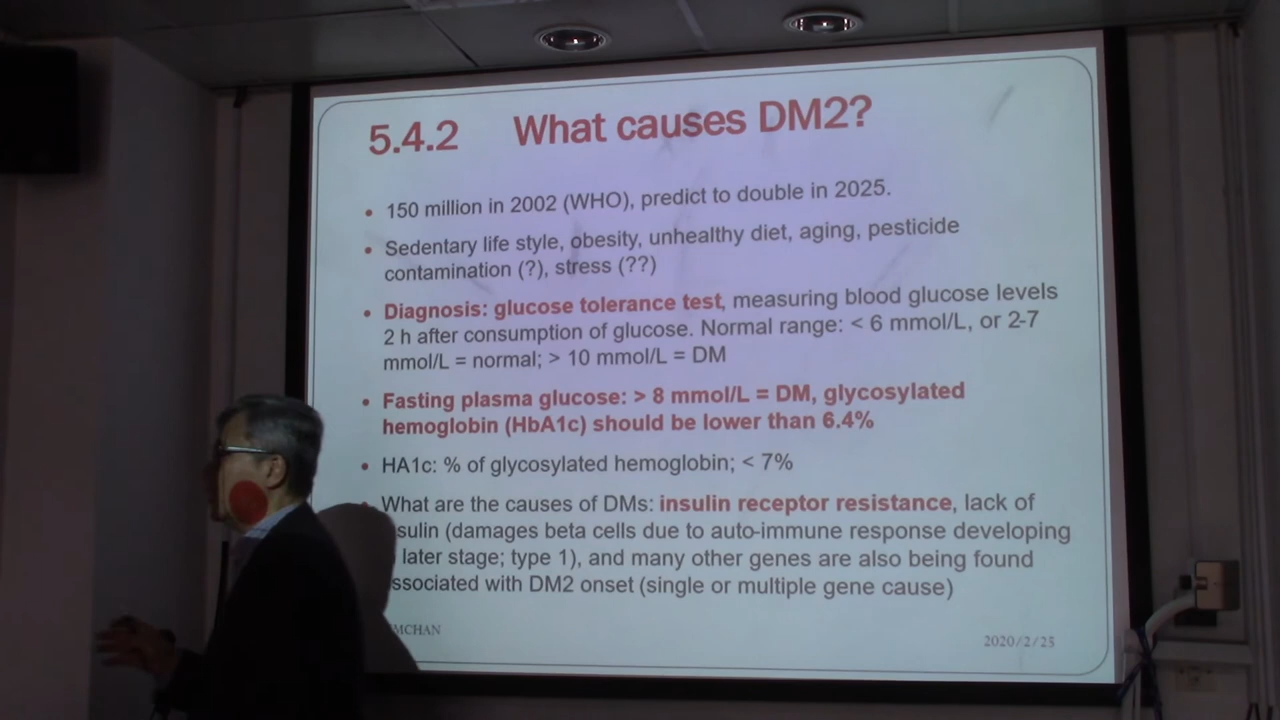 5.4.2 What causes DM2?
• 150 million in 2002 (WHO), predict to double in 2025.
• Sedentary life style, obesity, unhealthy diet, aging, pesticide
contamination (?), stress (??)
• Diagnosis: glucose tolerance test, measuring blood glucose levels
2 h after consumption of glucose. Normal range: < 6 mmol/L, or 2-7
mmol/L = normal; > 10 mmol/L = DM
• Fasting plasma glucose: > 8 mmol/L = DM, glycosylated
hemoglobin (HbA1c) should be lower than 6.4%
• HA1c: % of glycosylated hemoglobin; < 7%
What are the causes of DMs: insulin receptor resistance, lack of
sulin (damages beta cells due to auto-immune response developing
later stage; type 1), and many other genes are also being found
ssociated with DM2 onset (single or multiple gene cause)
MCHAN 2020/2/25